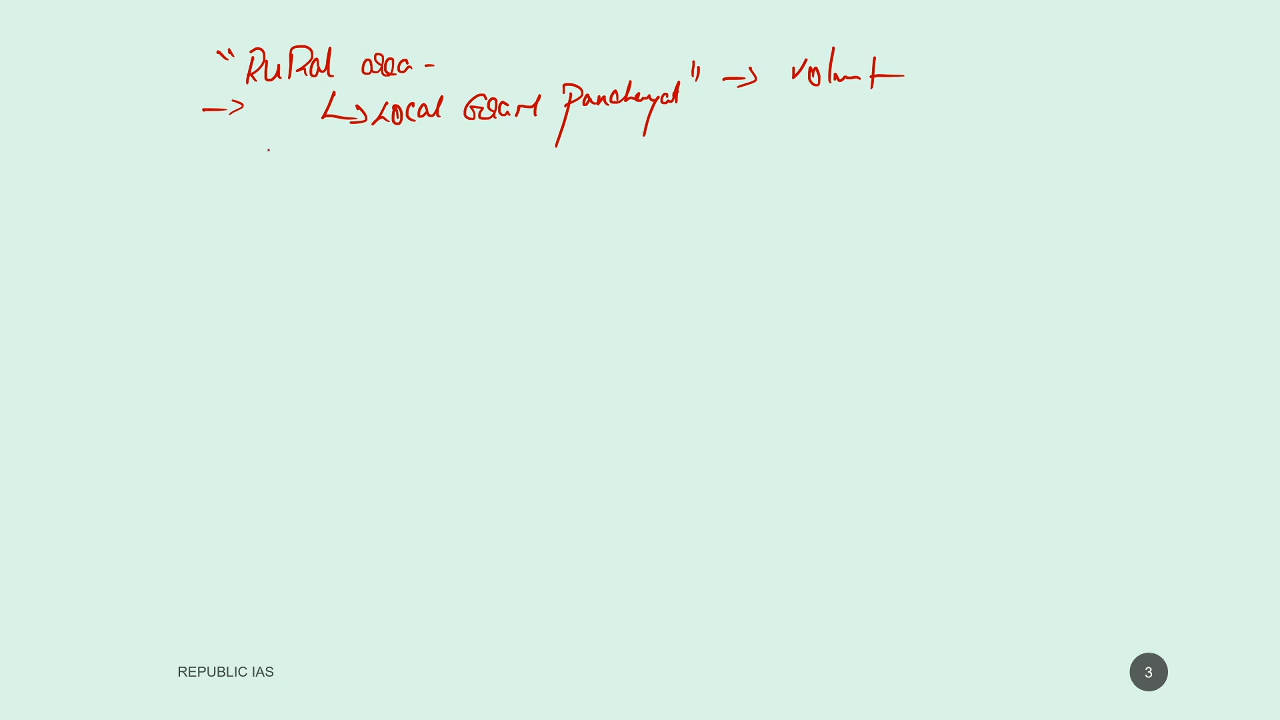 "RURal area -
→ ↳ Local Gram Panchayat" → Volunt
REPUBLIC IAS
3